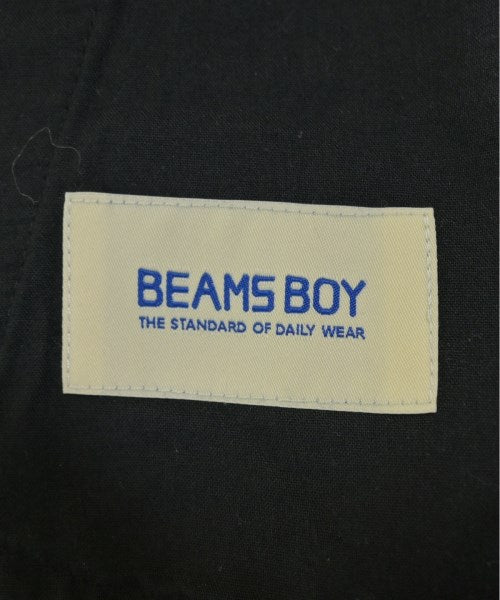 BEAMS BOY
THE STANDARD OF DAILY WEAR